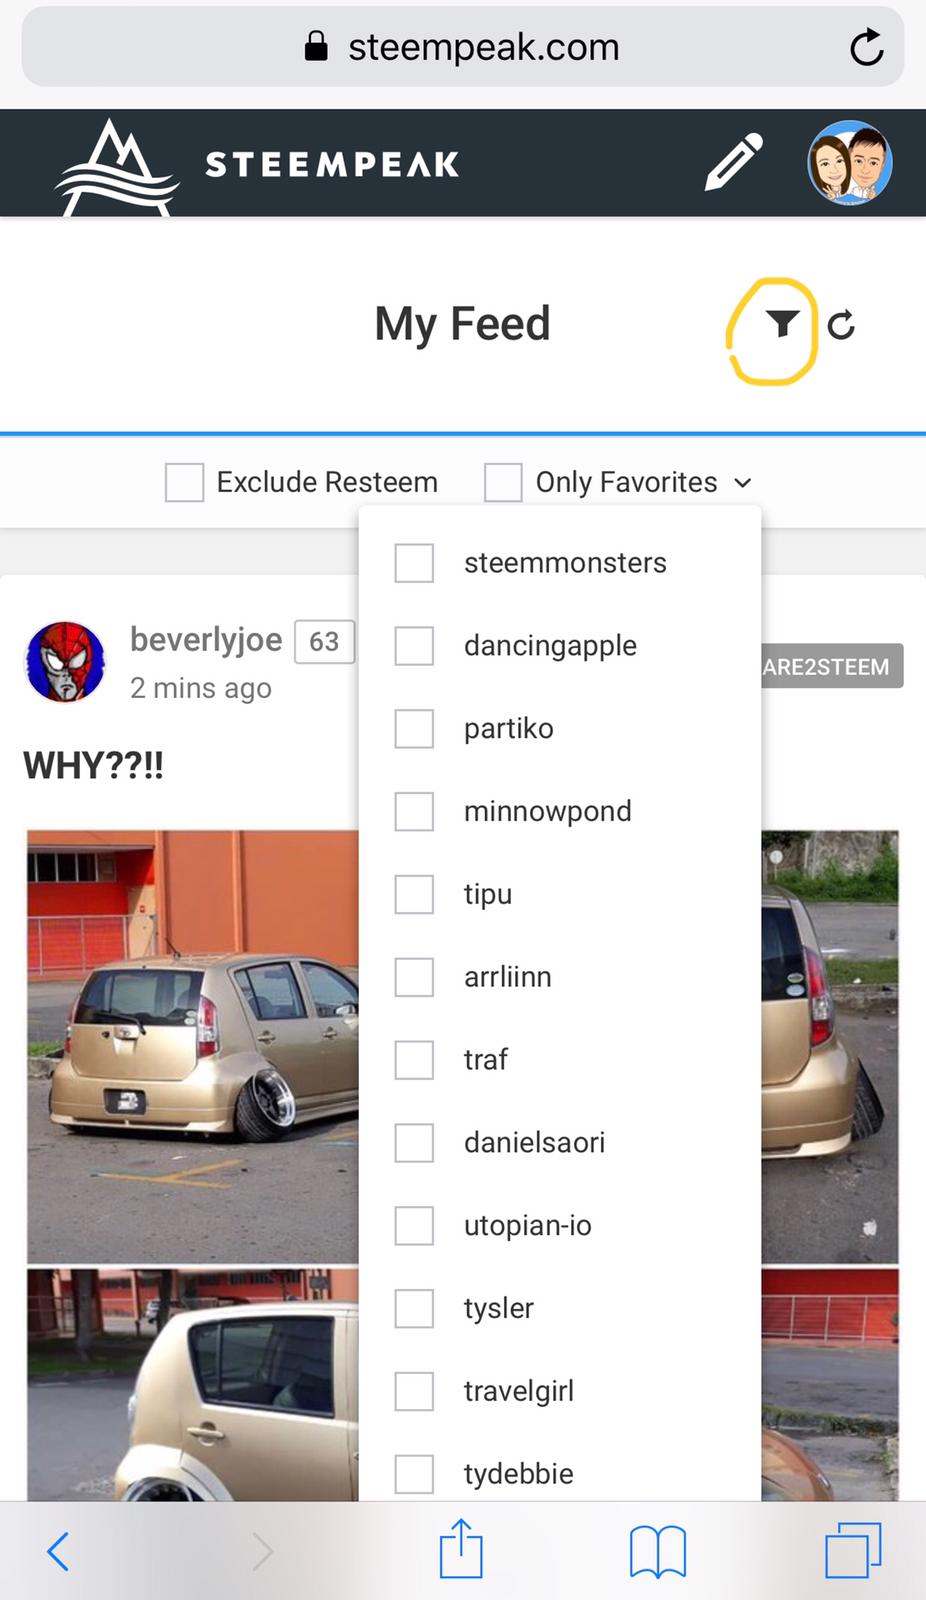 steempeak.com
STEEMPEAK
My Feed
Exclude Resteem
Only Favorites
steemmonsters
dancingapple
beverlyjoe 63
2 mins ago
ARE2STEEM
partiko
WHY??!!
minnowpond
tipu
arrliinn
traf
danielsaori
utopian-io
tysler
travelgirl
tydebbie